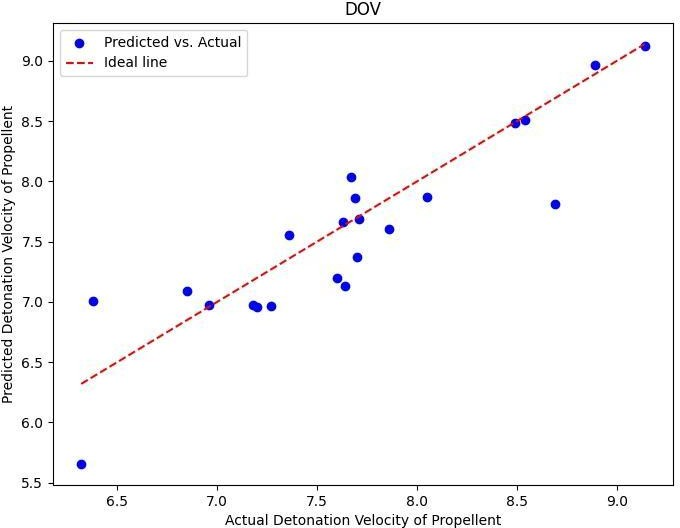 DOV
Predicted vs. Actual
Ideal line
Predicted Detonation Velocity of Propellent
9.0
8.5
8.0
7.5
7.0
6.5
6.0
5.5
6.5 7.0 7.5 8.0 8.5 9.0
Actual Detonation Velocity of Propellent